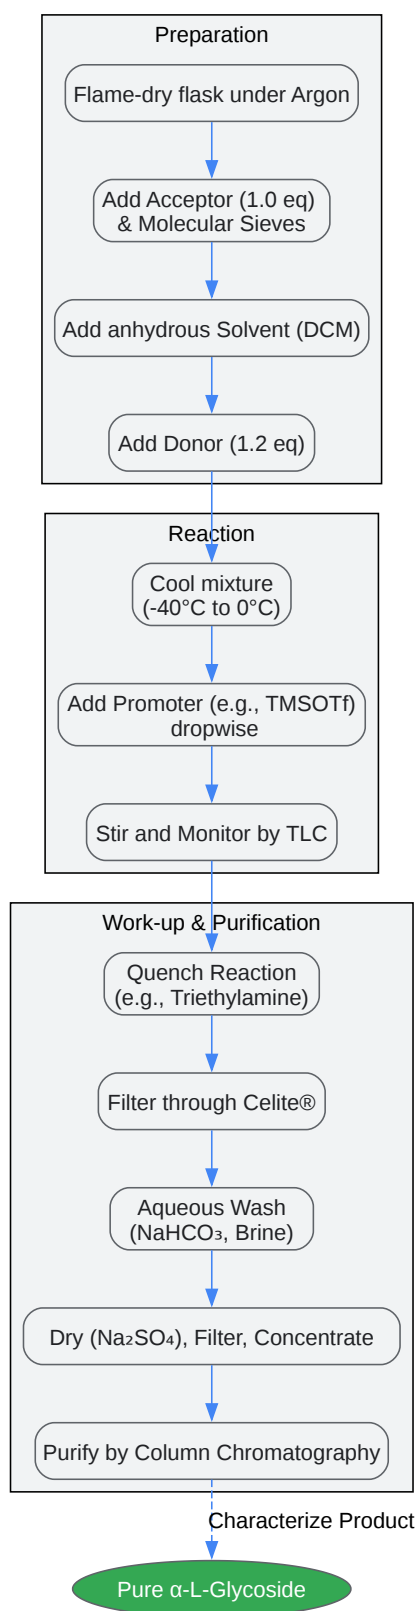 Preparation
Flame-dry flask under Argon
Add Acceptor (1.0 eq)
& Molecular Sieves
Add anhydrous Solvent (DCM)
Add Donor (1.2 eq)
Reaction
Cool mixture
(-40°C to 0°C)
Add Promoter (e.g., TMSOTf)
dropwise
Stir and Monitor by TLC
Work-up & Purification
Quench Reaction
(e.g., Triethylamine)
Filter through Celite®
Aqueous Wash
(NaHCO₃, Brine)
Dry (Na₂SO₄), Filter, Concentrate
Purify by Column Chromatography
Characterize Product
Pure α-L-Glycoside